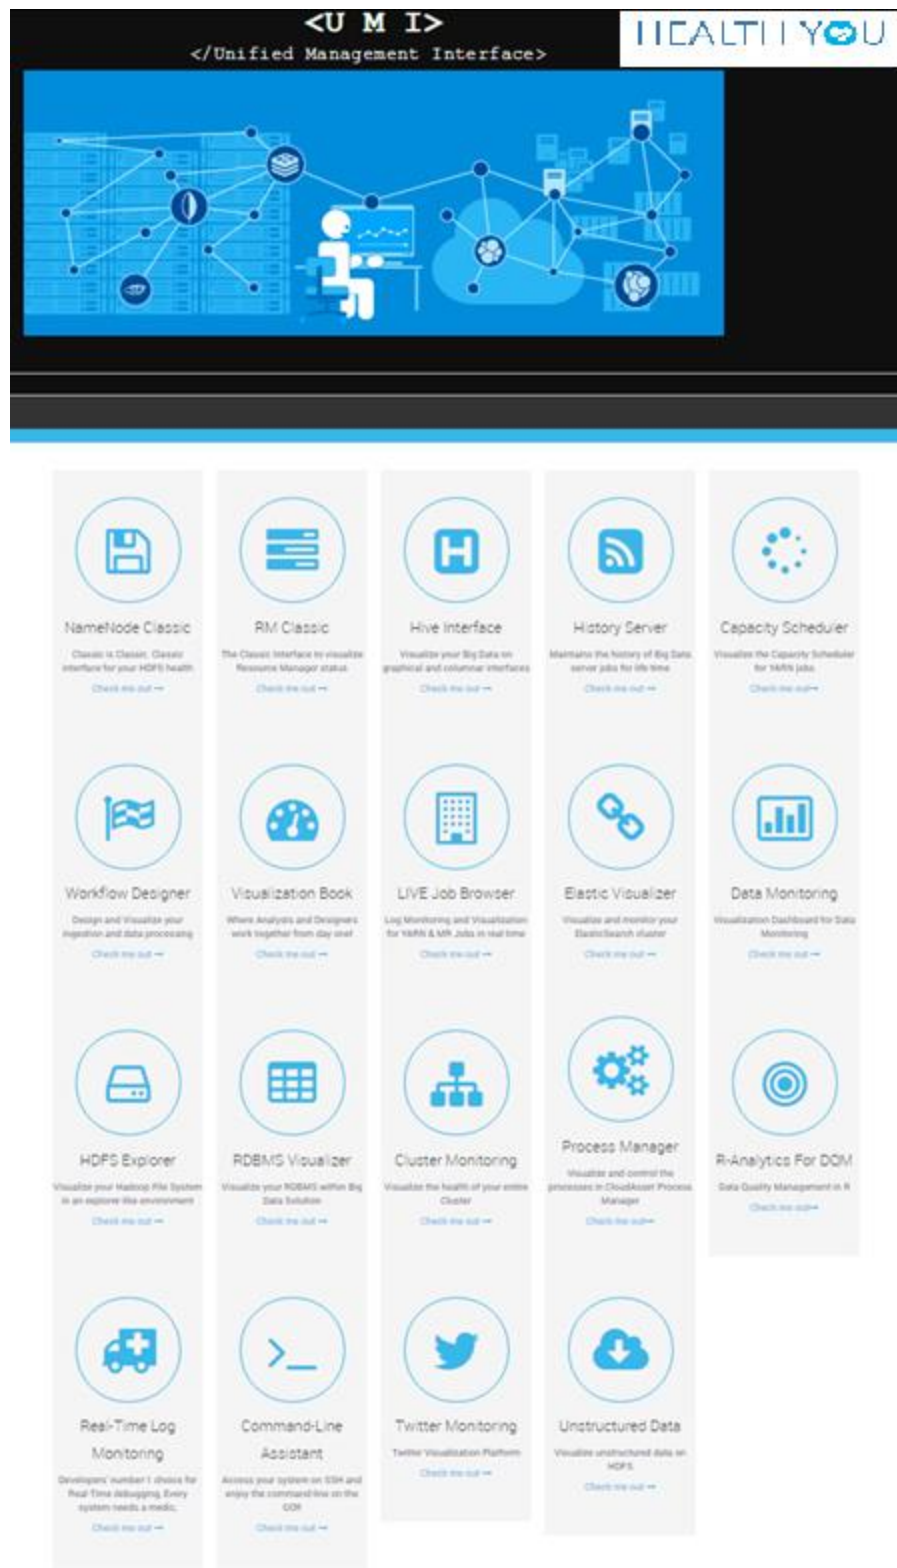 <U M I>
</Unified Management Interface>
HEALTH YOU
NameNode Classic
Classic is Classic. Classic
interface for your HDFS health
Check me out →
RM Classic
The Classic Interface to visualize
Resource Manager status
Check me out →
Hive Interface
Visualize your Big Data on
graphical and columnar interfaces
Check me out →
History Server
Maintains the history of Big Data
server jobs for life-time
Check me out →
Capacity Scheduler
Visualize the Capacity Scheduler
for YARN jobs
Check me out→
Workflow Designer
Design and Visualize your
ingestion and data processing
Check me out →
Visualization Book
Where Analysts and Designers
work together from day one!
Check me out →
LIVE Job Browser
Log Monitoring and Visualization
for YARN & MR Jobs in real time
Check me out →
Elastic Visualizer
Visualize and monitor your
ElasticSearch cluster
Check me out →
Data Monitoring
Visualization Dashboard for Data
Monitoring
Check me out →
HDFS Explorer
Visualize your Hadoop File System
in an explorer like environment
Check me out →
RDBMS Visualizer
Visualize your RDBMS within Big
Data Solution
Check me out →
Cluster Monitoring
Visualize the health of your entire
Cluster
Check me out →
Process Manager
Visualize and control the
processes in CloudAsset Process
Manager
Check me out→
R-Analytics For DQM
Data Quality Management in R
Check me out→
Real-Time Log
Monitoring
Developers' number 1 choice for
Real-Time debugging, Every
system needs a medic.
Check me out →
Command-Line
Assistant
Access your system on SSH and
enjoy the command-line on the
Check me out →
Twitter Monitoring
Twitter Visualization Platform
Check me out →
Unstructured Data
Visualize unstructured data on
HDFS
Check me out →